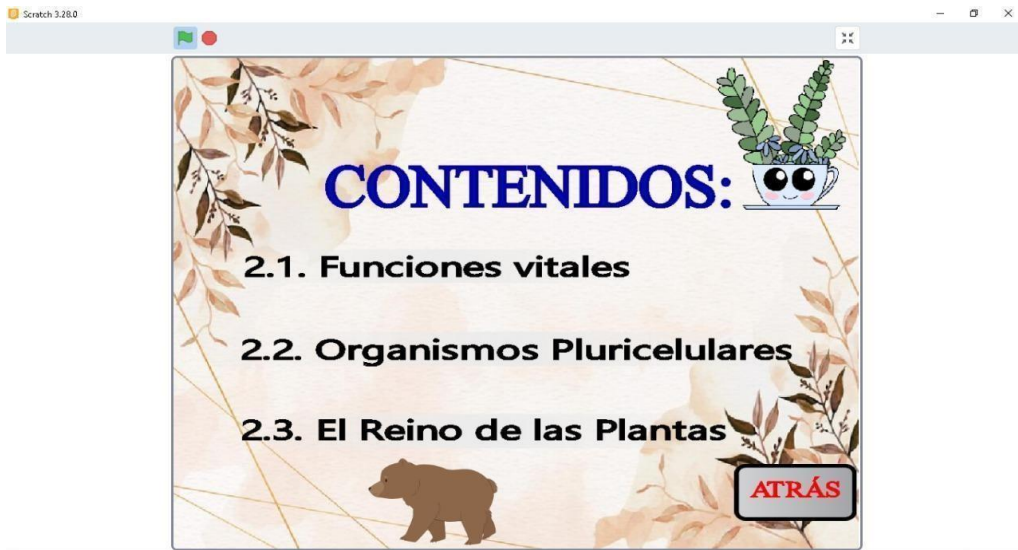 Scratch 3.28.0
CONTENIDOS:
2.1. Funciones vitales
2.2. Organismos Pluricelulares
2.3. El Reino de las Plantas
ATRÁS